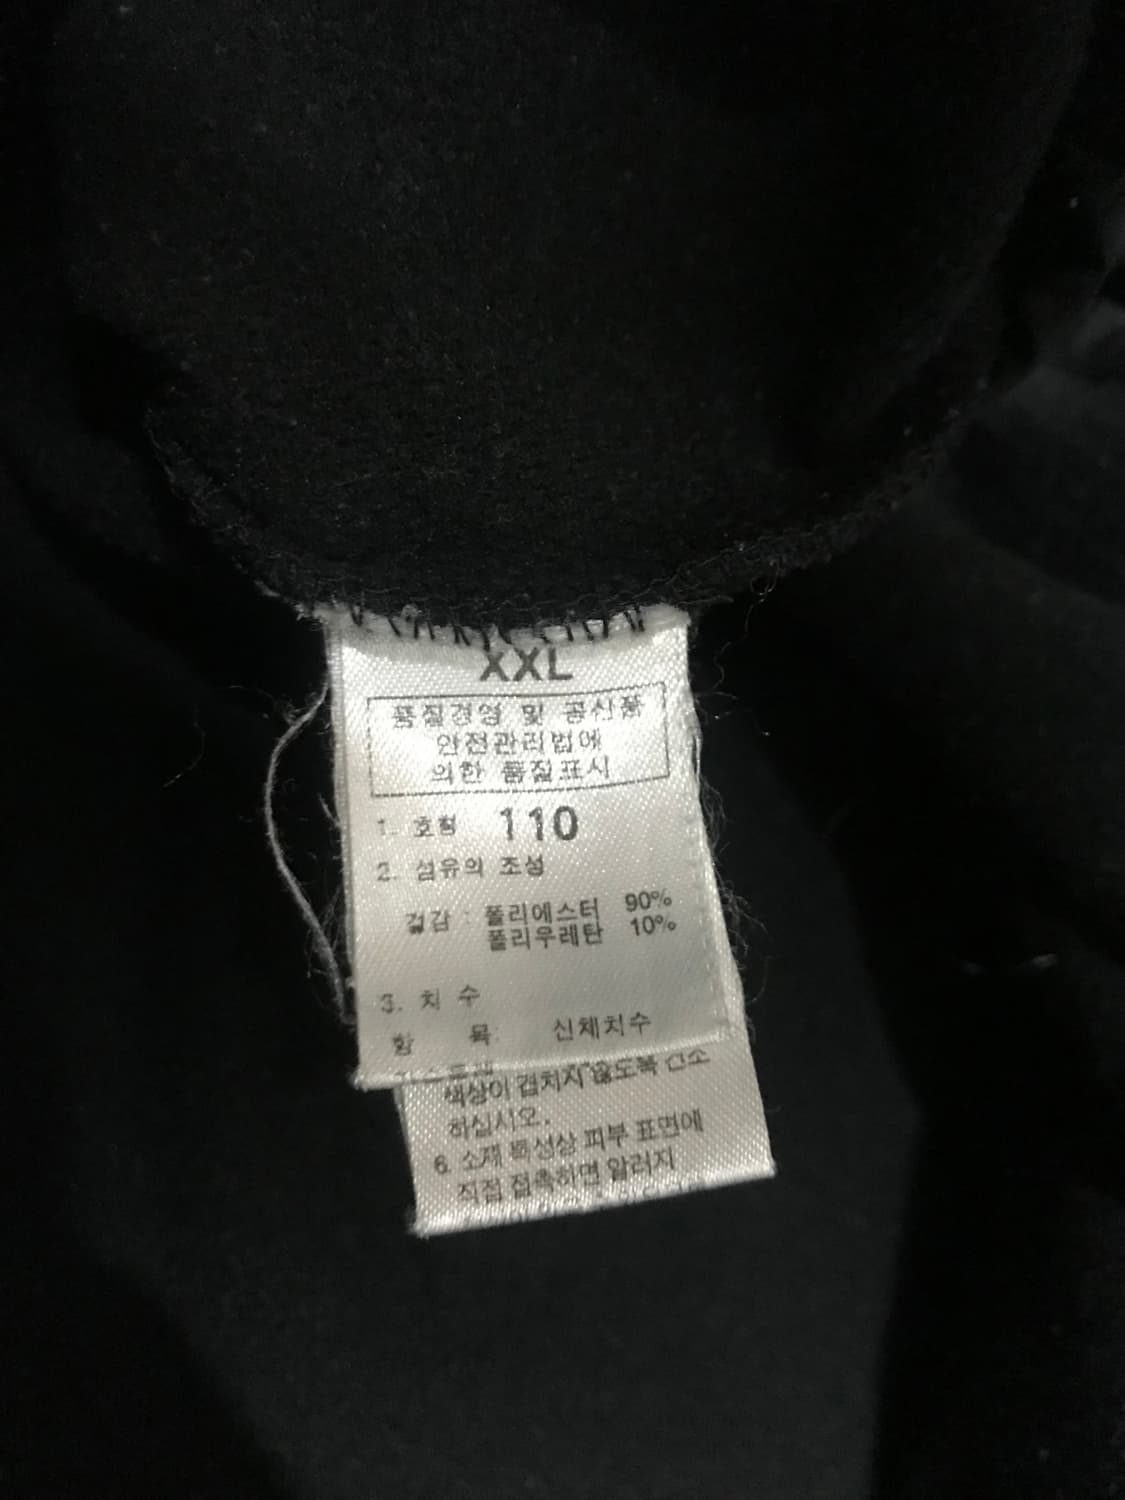 XXL
품질경영 및 공산품
안전관리법에
의한 품질표시
1. 호형 110
2. 섬유의 조성
겉감 : 폴리에스터 90%
폴리우레탄 10%
3. 치 수
항 목 신체치수
색상이 겹치지 않도록 건조
하십시오.
6. 소재 특성상 피부 표면에
직접 접촉하면 알러지